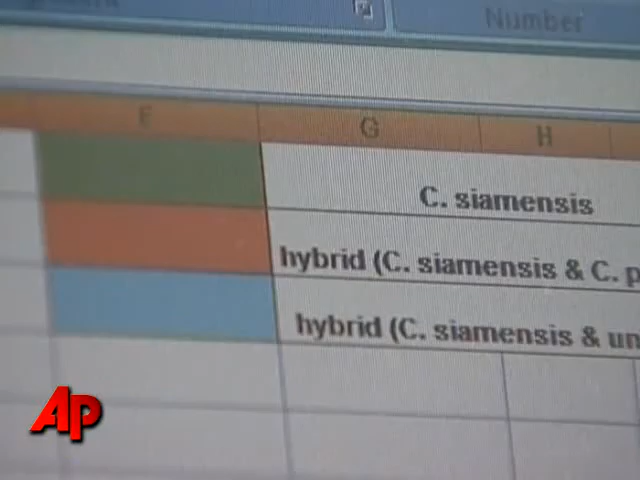 Number
F G H
C. siamensis
hybrid (C. siamensis & C. p
hybrid (C. siamensis & un
AP